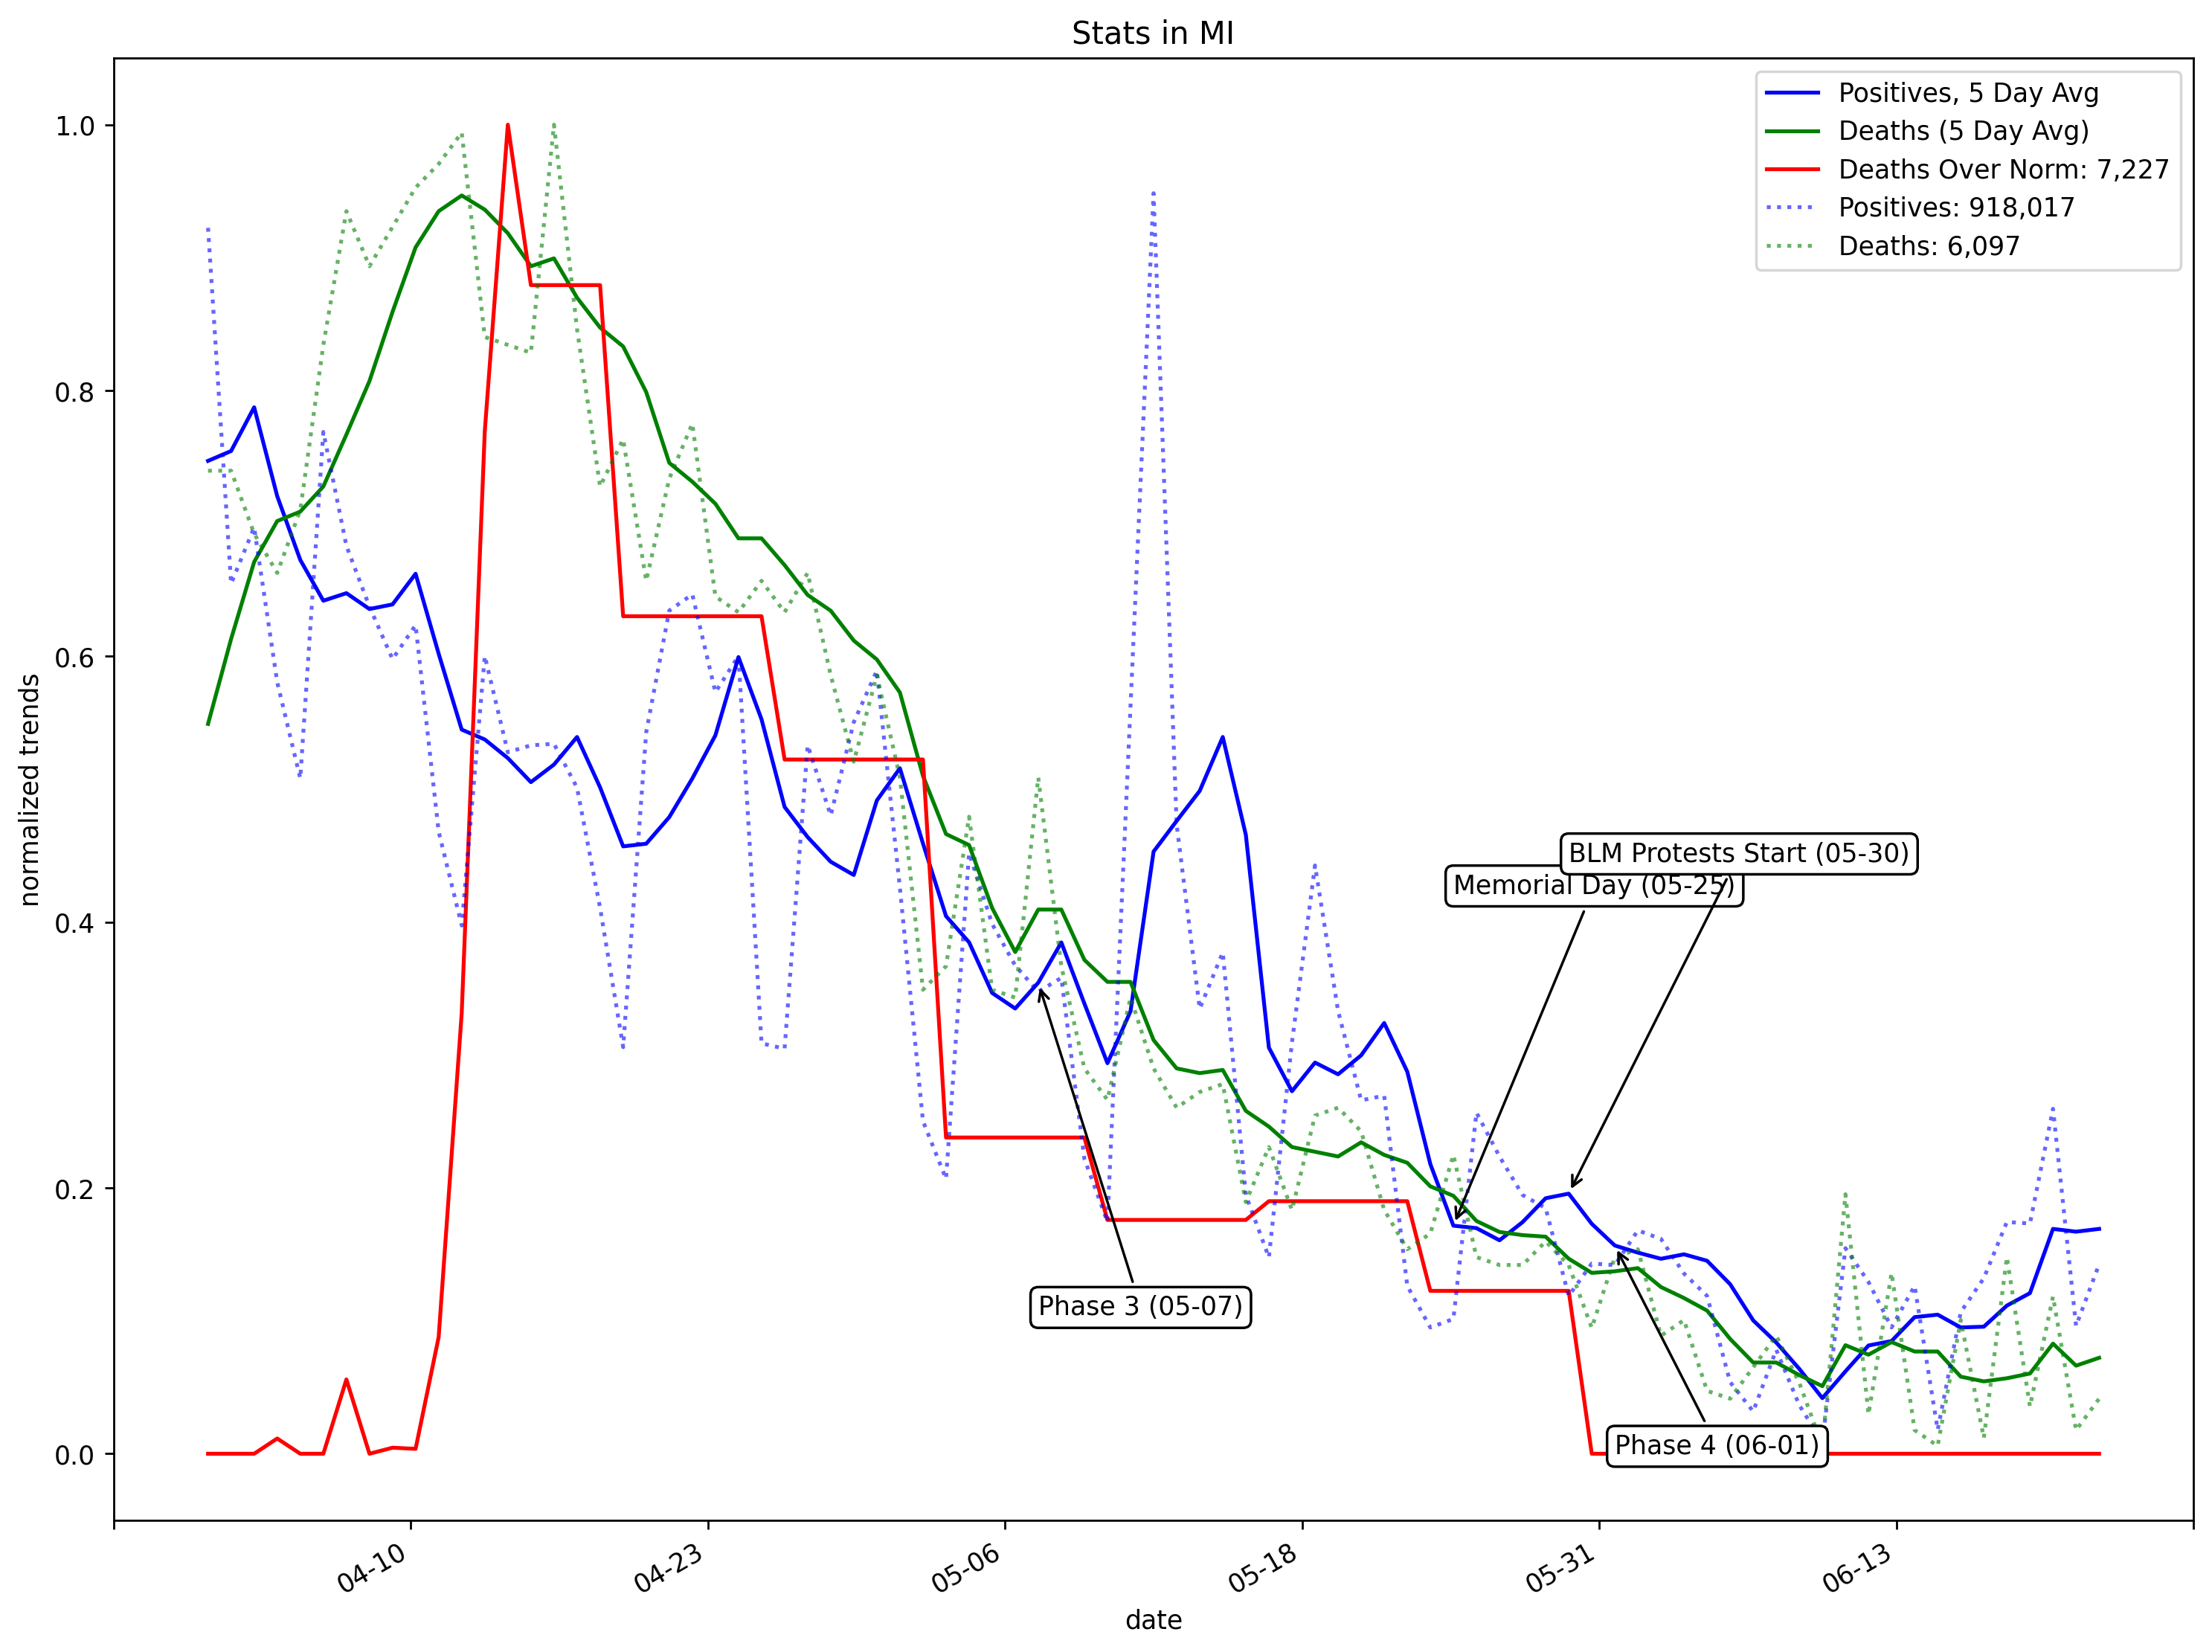 Stats in MI
Positives, 5 Day Avg
Deaths (5 Day Avg)
Deaths Over Norm: 7,227
Positives: 918,017
Deaths: 6,097
normalized trends
1.0
0.8
0.6
0.4
0.2
0.0
BLM Protests Start (05-30)
Memorial Day (05-25)
Phase 3 (05-07)
Phase 4 (06-01)
04-10
04-23
05-06
05-18
05-31
06-13
date